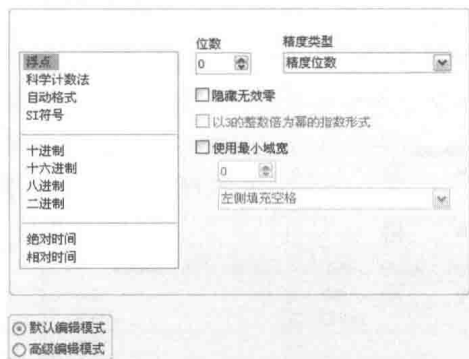 浮点
科学计数法
自动格式
SI符号
十进制
十六进制
八进制
二进制
绝对时间
相对时间
位数
0
精度类型
精度位数
隐藏无效零
以3的整数倍为幂的指数形式
使用最小域宽
0
左侧填充空格
默认编辑模式
高级编辑模式